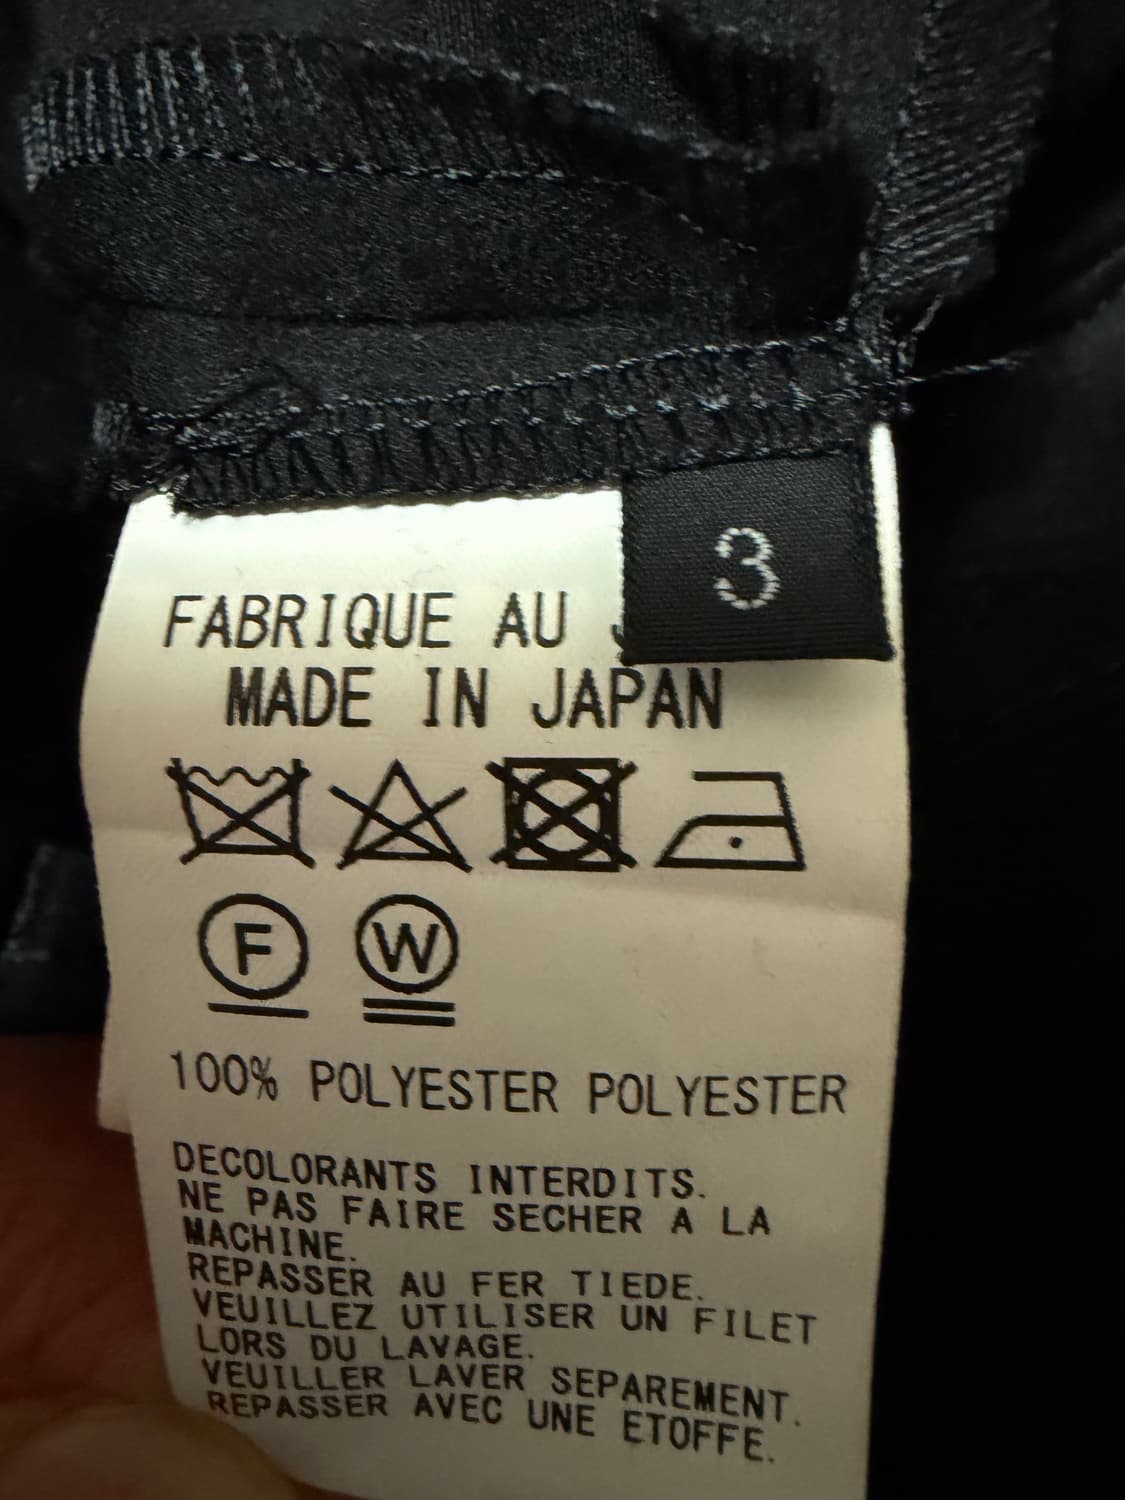 3
FABRIQUE AU
MADE IN JAPAN
F W
100% POLYESTER POLYESTER
DECOLORANTS INTERDITS.
NE PAS FAIRE SECHER A LA
MACHINE.
REPASSER AU FER TIEDE.
VEUILLEZ UTILISER UN FILET
LORS DU LAVAGE.
VEUILLER LAVER SEPAREMENT.
REPASSER AVEC UNE ETOFFE.